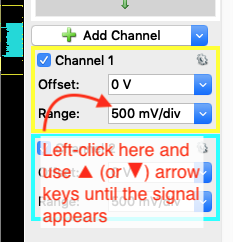 Add Channel
Channel 1
Offset: 0 V
Range: 500 mV/div
Left-click here and
use ▲ (or ▼) arrow
keys until the signal
appears